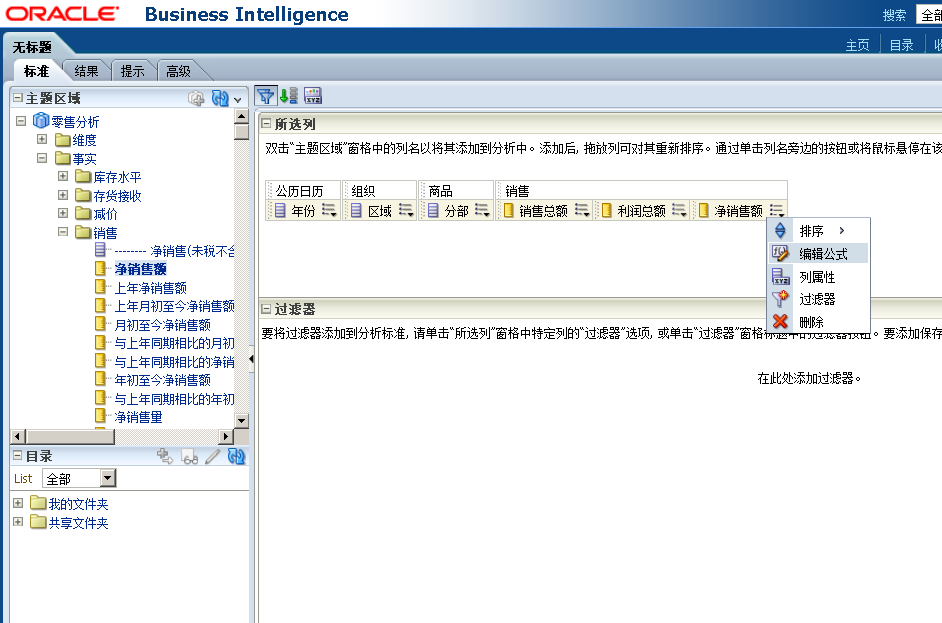 ORACLE Business Intelligence
搜索 全部
无标题
主页 目录
标准 结果 提示 高级
主题区域
零售分析
维度
事实
库存水平
存货接收
减价
销售
-------- 净销售(未税不含
净销售额
上年净销售额
上年月初至今净销售额
月初至今净销售额
与上年同期相比的月初
与上年同期相比的净销
年初至今净销售额
与上年同期相比的年初
净销售量
目录
List 全部
我的文件夹
共享文件夹
所选列
双击“主题区域”窗格中的列名以将其添加到分析中。添加后, 拖放列可对其重新排序。通过单击列名旁边的按钮或将鼠标悬停在该
公历日历 组织 商品 销售
年份 区域 分部 销售总额 利润总额 净销售额
排序
编辑公式
列属性
过滤器
删除
过滤器
要将过滤器添加到分析标准, 请单击“所选列”窗格中特定列的“过滤器”选项, 或单击“过滤器”窗格标题中的过滤器按钮。要添加保存
在此处添加过滤器。